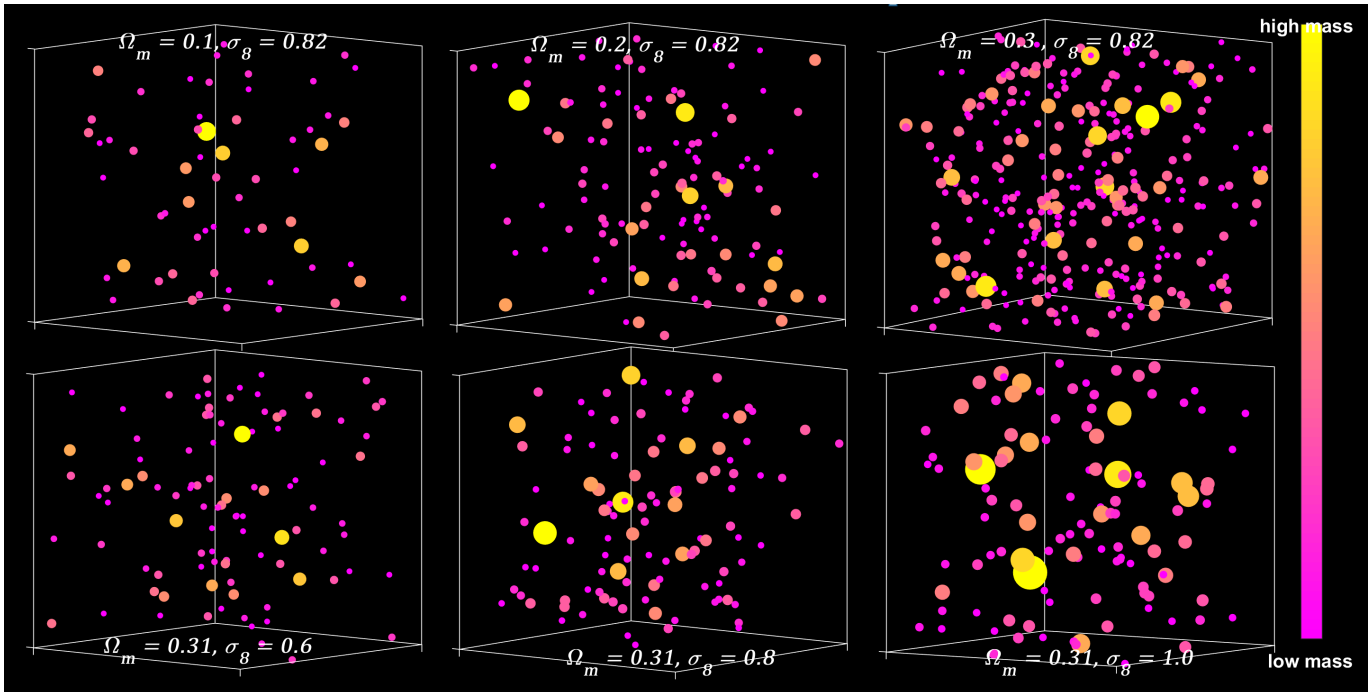 Ωₘ = 0.1, σ₈ = 0.82
Ωₘ = 0.2, σ₈ = 0.82
Ωₘ = 0.3, σ₈ = 0.82
high mass
Ωₘ = 0.31, σ₈ = 0.6
Ωₘ = 0.31, σ₈ = 0.8
Ωₘ = 0.31, σ₈ = 1.0
low mass